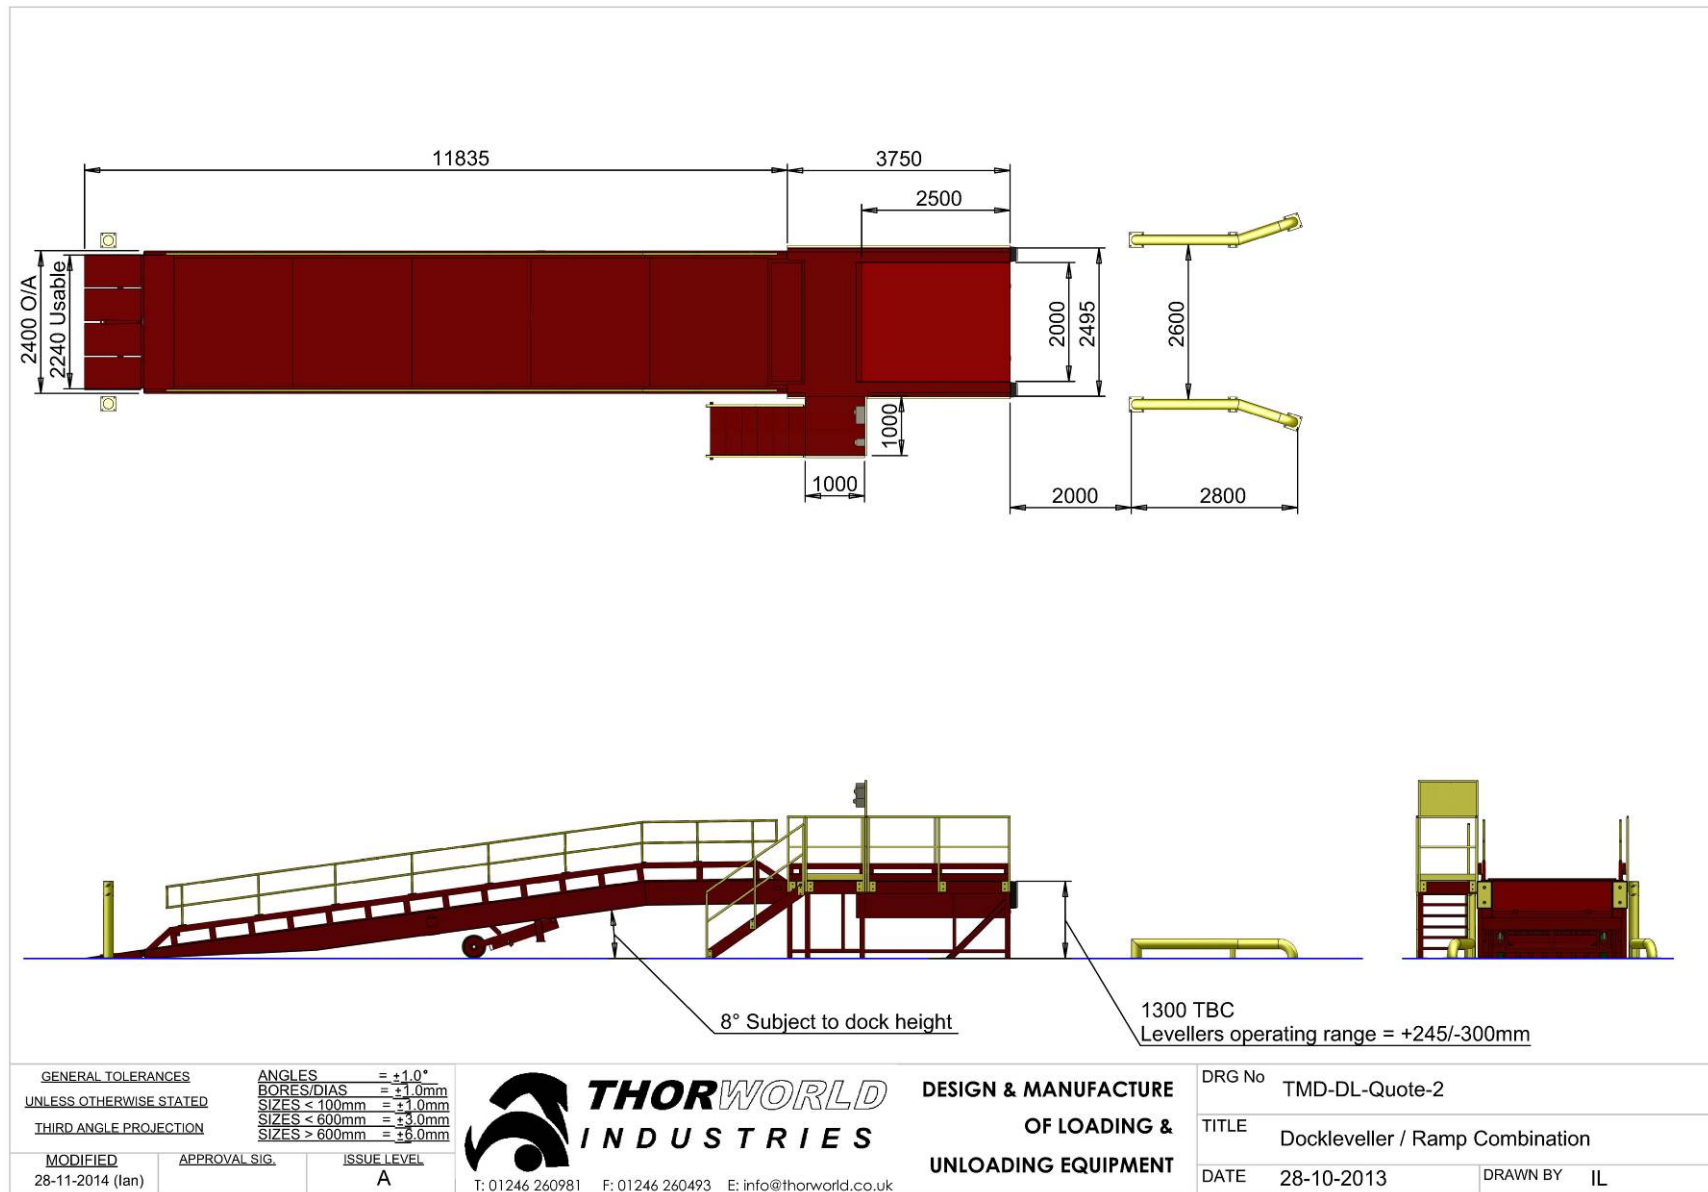 11835
3750
2500
2400 O/A
2240 Usable
2000
2495
2600
1000
1000
2000
2800
8° Subject to dock height
1300 TBC
Levellers operating range = +245/-300mm
GENERAL TOLERANCES
UNLESS OTHERWISE STATED
THIRD ANGLE PROJECTION
ANGLES = ±1.0°
BORES/DIAS = ±1.0mm
SIZES < 100mm = ±1.0mm
SIZES < 600mm = ±3.0mm
SIZES > 600mm = ±6.0mm
MODIFIED
28-11-2014 (Ian)
APPROVAL SIG.
ISSUE LEVEL
A
THORWORLD
INDUSTRIES
T: 01246 260981 F: 01246 260493 E: info@thorworld.co.uk
DESIGN & MANUFACTURE
OF LOADING &
UNLOADING EQUIPMENT
DRG No TMD-DL-Quote-2
TITLE Dockleveller / Ramp Combination
DATE 28-10-2013
DRAWN BY IL